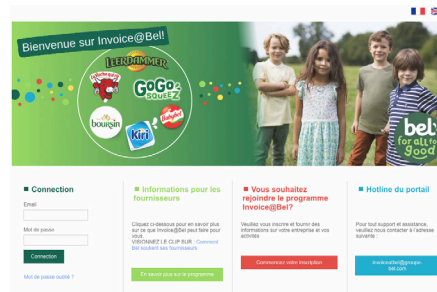 Bienvenue sur Invoice@Bel!
LEERDAMMER
La vache qui rit
GoGo
SQUEEZ
boursin
Kiri
Babybel
bel
for all for
good
Connection
Email
Mot de passe
Connection
Mot de passe oublié ?
Informations pour les
fournisseurs
Cliquez ci-dessous pour en savoir plus
sur ce que Invoice@Bel peut faire pour
vous.
VISIONNEZ LE CLIP SUR : Comment
Bel soutient ses fournisseurs
En savoir plus sur le programme
Vous souhaitez
rejoindre le programme
Invoice@Bel?
Veuillez vous inscrire et fournir des
informations sur votre entreprise et vos
activités
Commencez votre inscription
Hotline du portail
Pour tout support et assistance,
veuillez nous contacter à l'adresse
suivante :
invoiceatbel@groupe-
bel.com